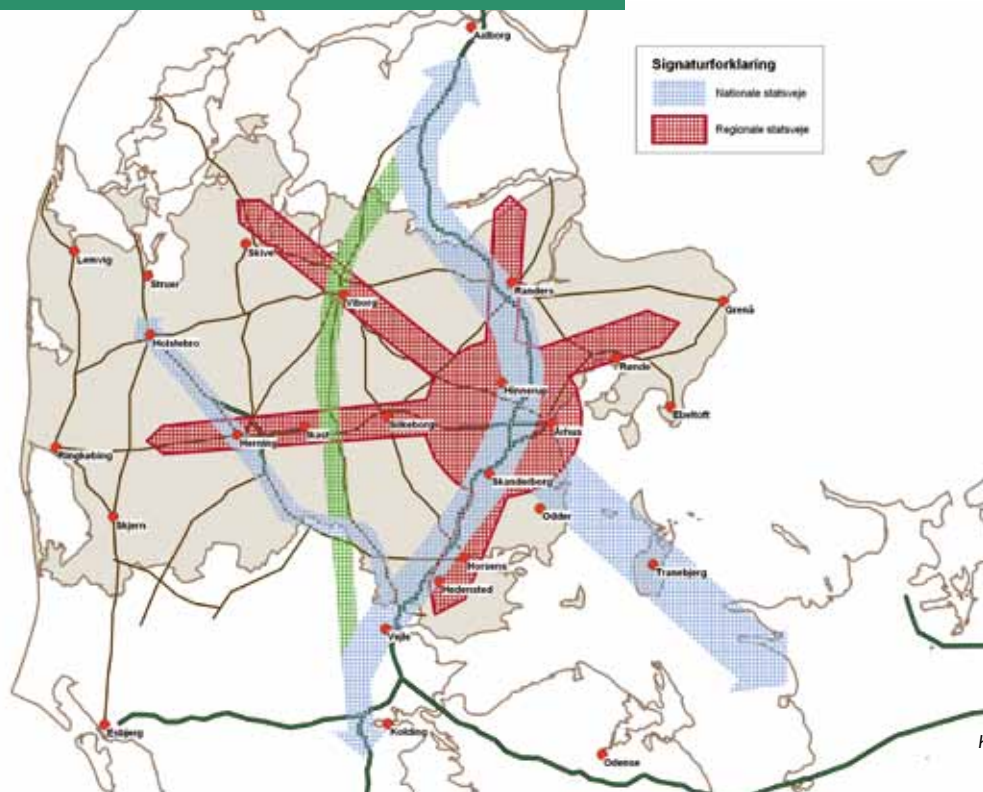 Aalborg
Signaturforklaring
Nationale statsveje
Regionale statsveje
Lemvig
Skive
Struer
Viborg
Randers
Grenå
Holstebro
Rønde
Hinnerup
Ebeltoft
Silkeborg
Århus
Ikast
Herning
Ringkøbing
Skanderborg
Odder
Skjern
Horsens
Tranebjerg
Hedensted
Vejle
Esbjerg
Kolding
Odense